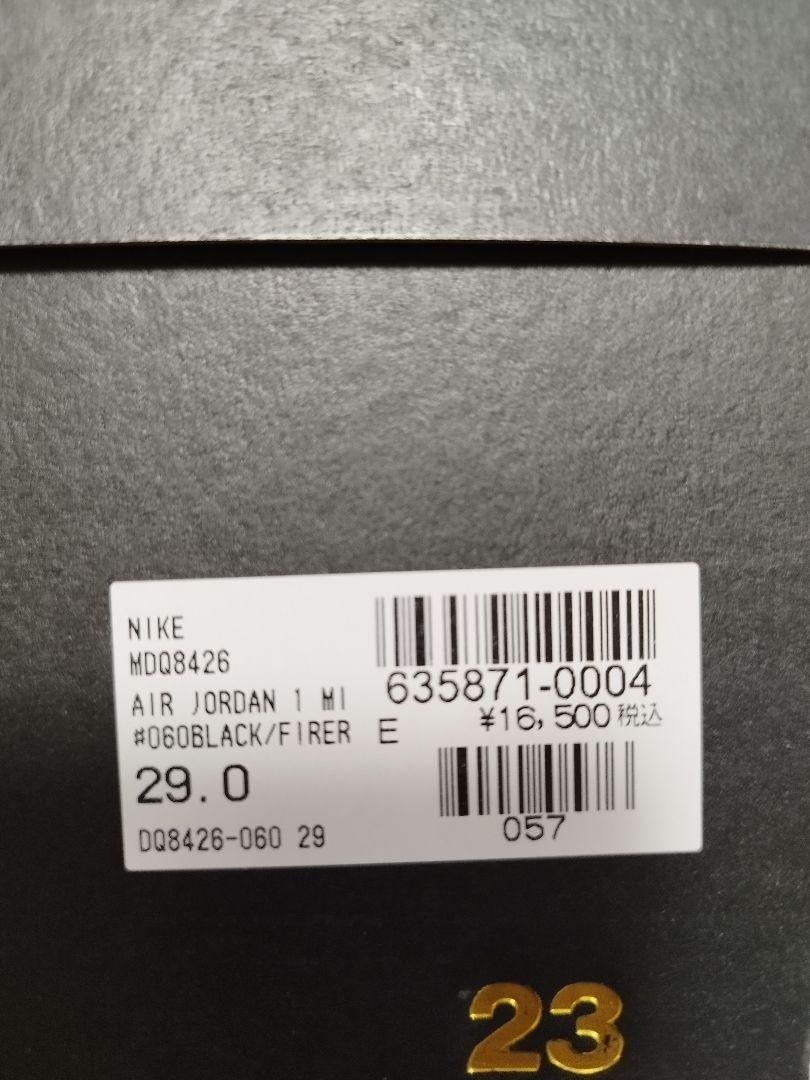 NIKE
MDQ8426
AIR JORDAN 1 MI
#060BLACK/FIRER E
29.0
DQ8426-060 29
635871-0004
¥16,500税込
057
23